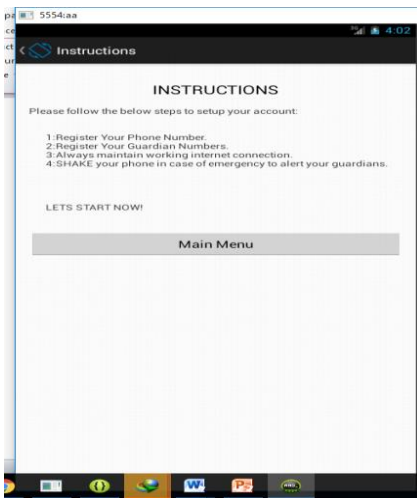 5554:aa
4:02
Instructions
INSTRUCTIONS
Please follow the below steps to setup your account:
1:Register Your Phone Number.
2:Register Your Guardian Numbers.
3:Always maintain working internet connection.
4:SHAKE your phone in case of emergency to alert your guardians.
LETS START NOW!
Main Menu